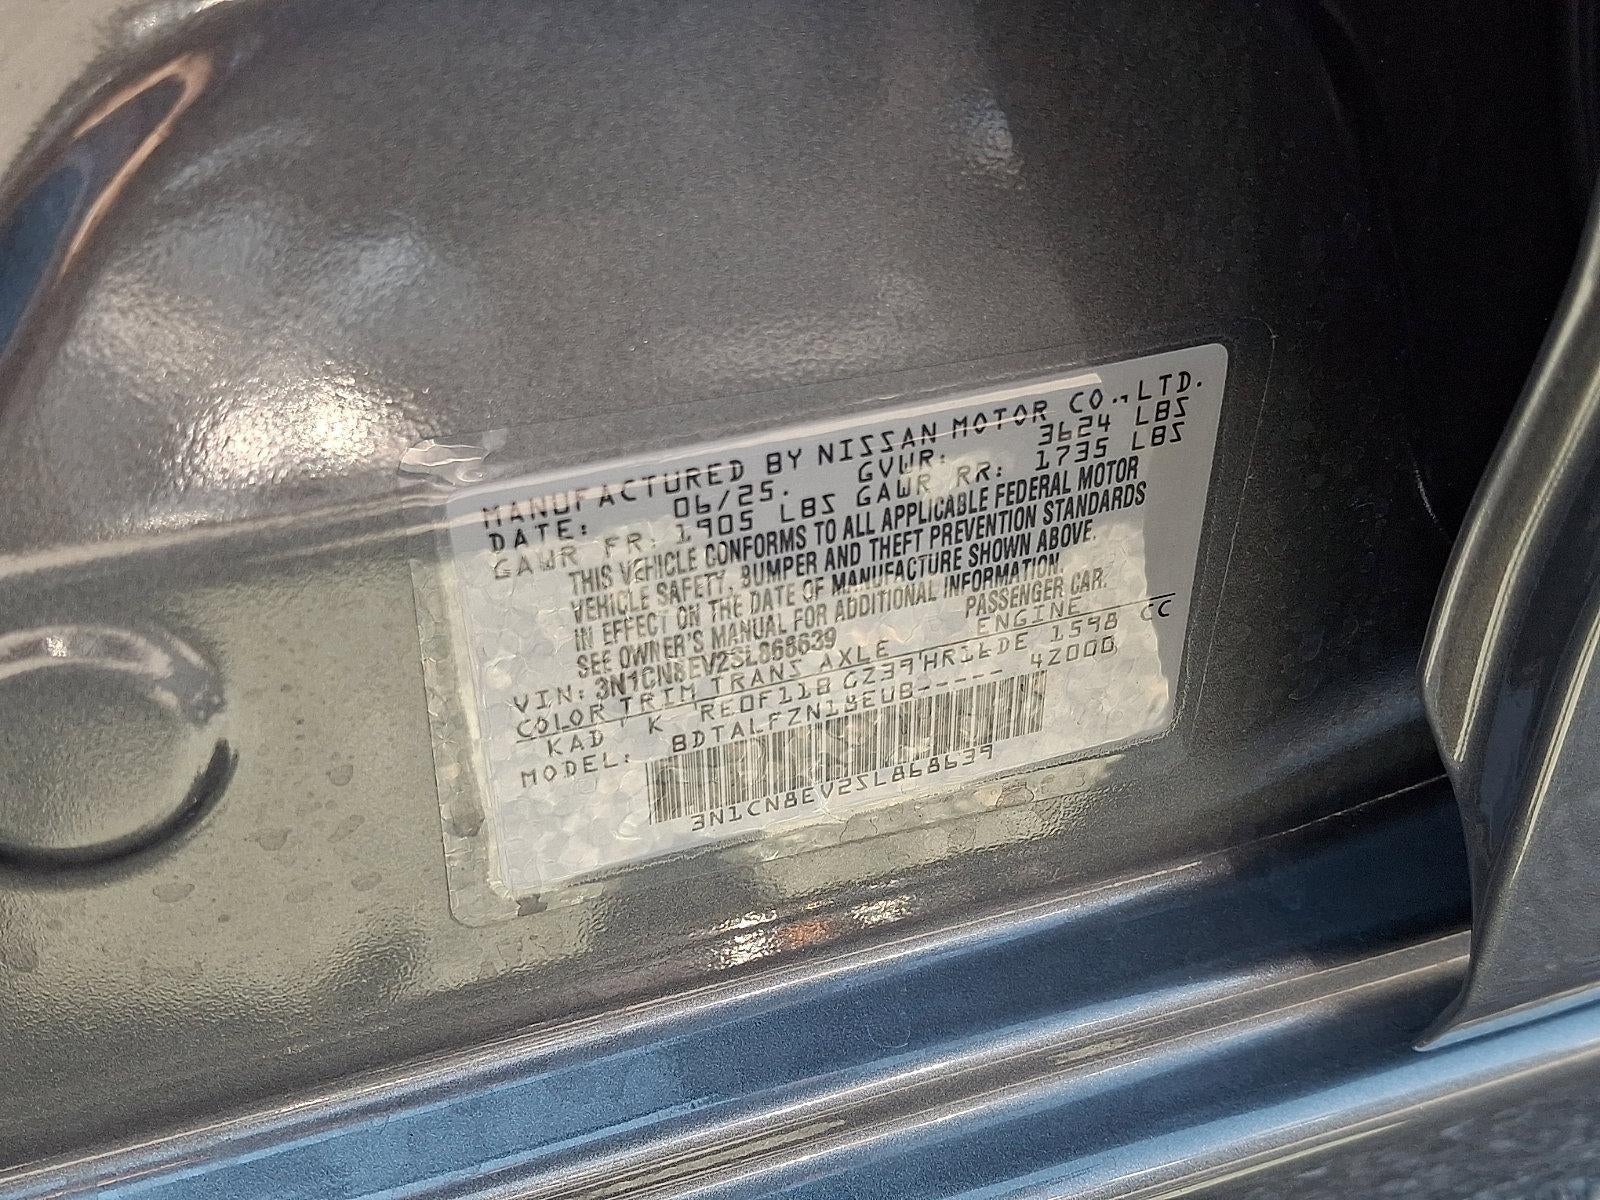 MANUFACTURED BY NISSAN MOTOR CO.,LTD.
DATE: 06/25. GVWR: 3624 LBS
GAWR FR: 1905 LBS GAWR RR: 1735 LBS
THIS VEHICLE CONFORMS TO ALL APPLICABLE FEDERAL MOTOR
VEHICLE SAFETY, BUMPER AND THEFT PREVENTION STANDARDS
IN EFFECT ON THE DATE OF MANUFACTURE SHOWN ABOVE.
SEE OWNER'S MANUAL FOR ADDITIONAL INFORMATION.
VIN: 3N1CN8EV2SL868639 PASSENGER CAR.
COLOR TRIM TRANS AXLE ENGINE
KAD K RE0F11B GZ39 HR16DE 1598 CC
MODEL: BDTALFZN18EUB----- 4Z000
3N1CN8EV2SL868639